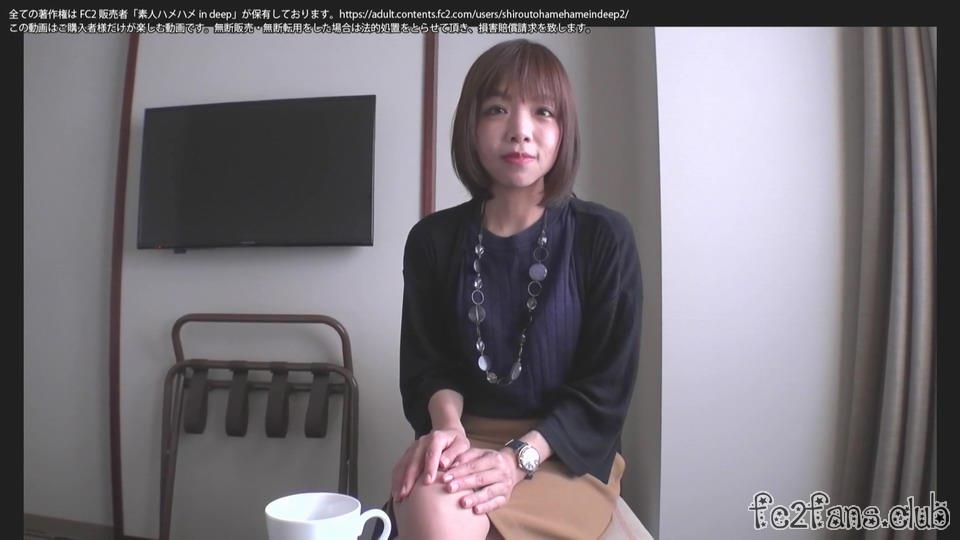 全ての著作権は FC2 販売者「素人ハメハメ in deep」が保有しております。https://adult.contents.fc2.com/users/shiroutohamehameindeep2/
この動画はご購入者様だけが楽しむ動画です。無断販売・無断転用をした場合は法的処置をとらせて頂き、損害賠償請求を致します。
fc2fans.club